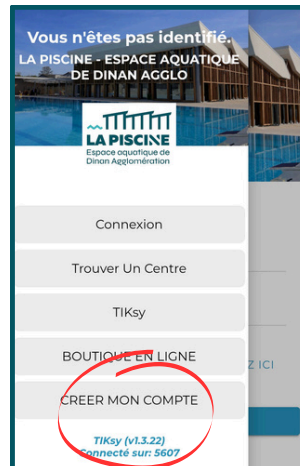 Vous n'êtes pas identifié.
LA PISCINE - ESPACE AQUATIQUE
DE DINAN AGGLO
LA PISCINE
Espace aquatique de
Dinan Agglomération
Connexion
Trouver Un Centre
TIKsy
BOUTIQUE EN LIGNE
Z ICI
CREER MON COMPTE
TIKsy (v1.3.22)
Connecté sur: 5607